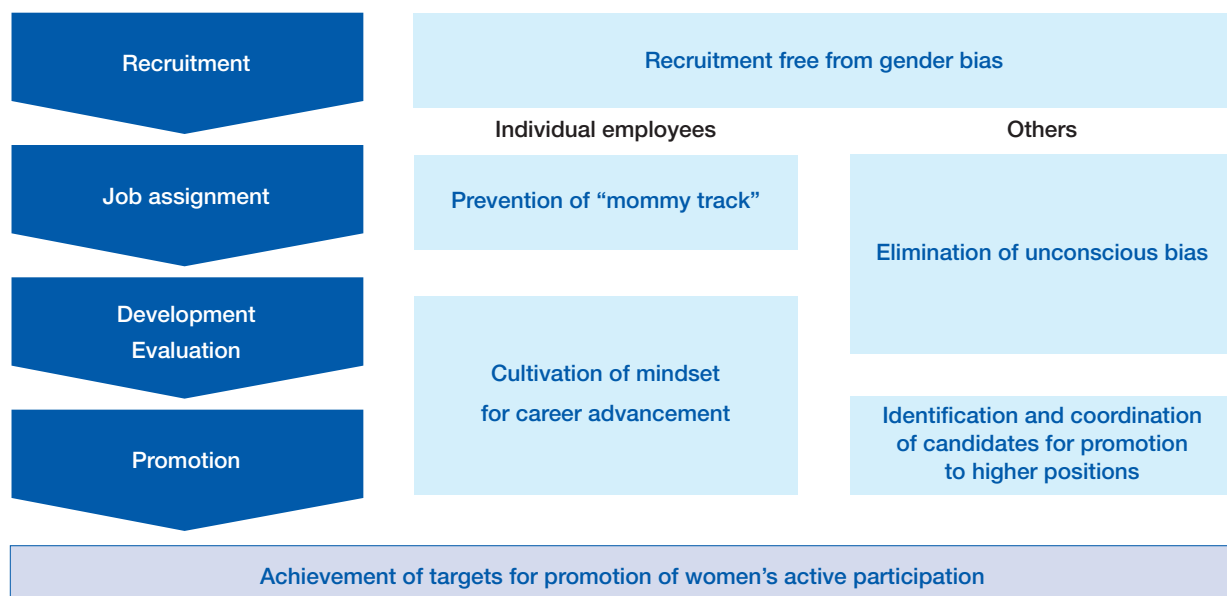 Recruitment
Recruitment free from gender bias
Individual employees
Others
Job assignment
Prevention of “mommy track”
Elimination of unconscious bias
Development
Evaluation
Cultivation of mindset
for career advancement
Promotion
Identification and coordination
of candidates for promotion
to higher positions
Achievement of targets for promotion of women’s active participation